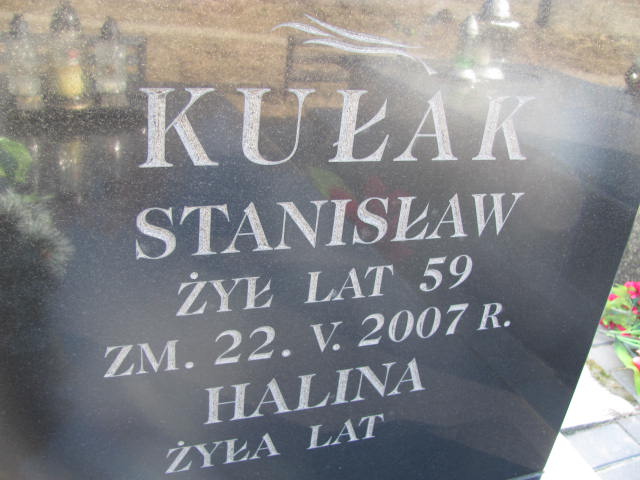 KUŁAK
STANISŁAW
ŻYŁ LAT 59
ZM. 22. V. 2007 R.
HALINA
ŻYŁA LAT